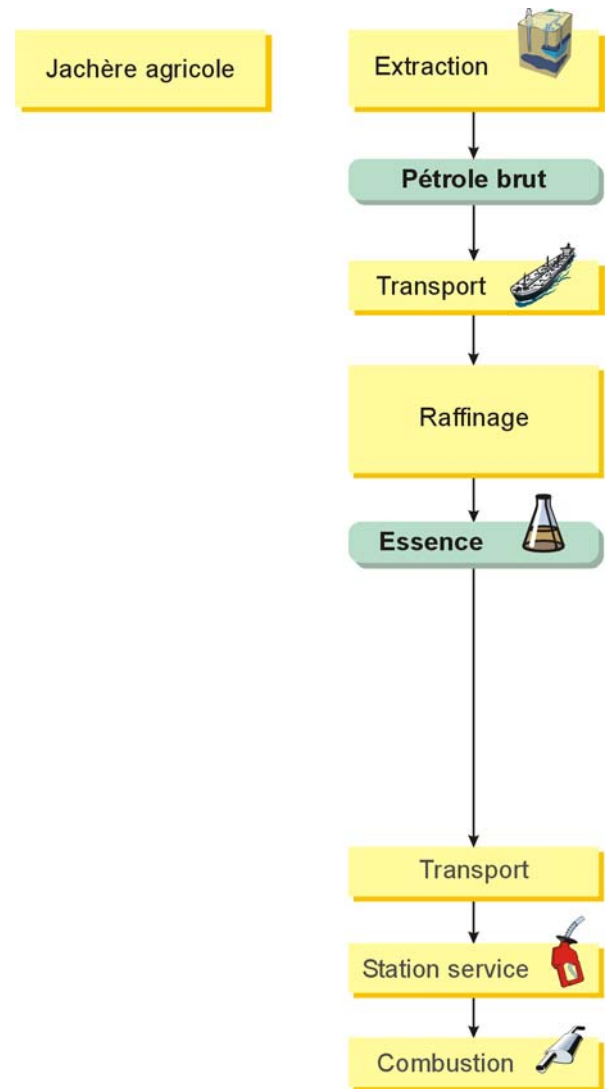 Jachère agricole
Extraction
Pétrole brut
Transport
Raffinage
Essence
Transport
Station service
Combustion